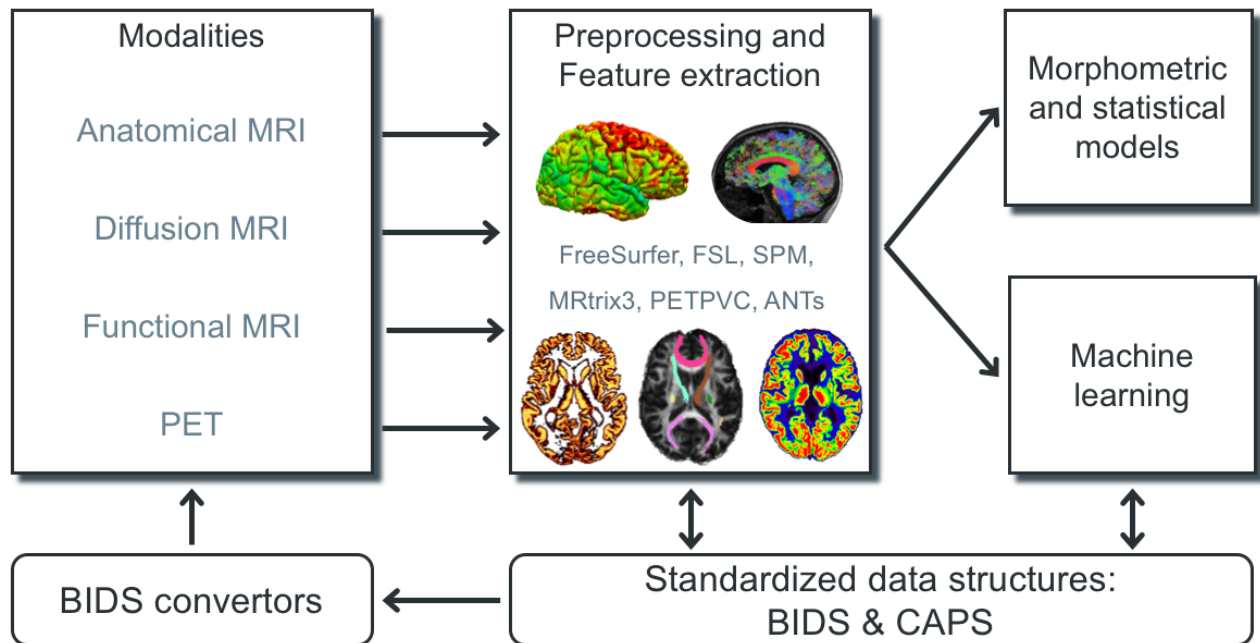 Modalities
Anatomical MRI
Diffusion MRI
Functional MRI
PET
Preprocessing and
Feature extraction
FreeSurfer, FSL, SPM,
MRtrix3, PETPVC, ANTs
Morphometric
and statistical
models
Machine
learning
BIDS convertors
Standardized data structures:
BIDS & CAPS